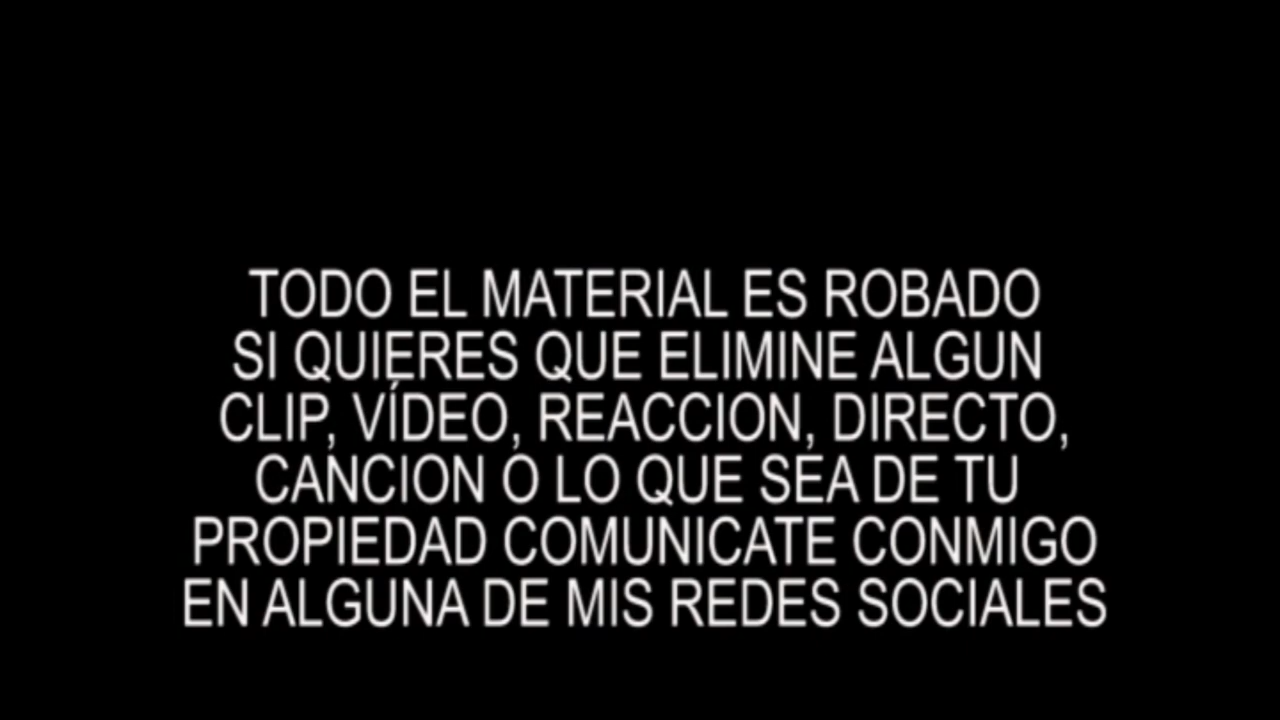 TODO EL MATERIAL ES ROBADO
SI QUIERES QUE ELIMINE ALGUN
CLIP, VÍDEO, REACCION, DIRECTO,
CANCION O LO QUE SEA DE TU
PROPIEDAD COMUNICATE CONMIGO
EN ALGUNA DE MIS REDES SOCIALES